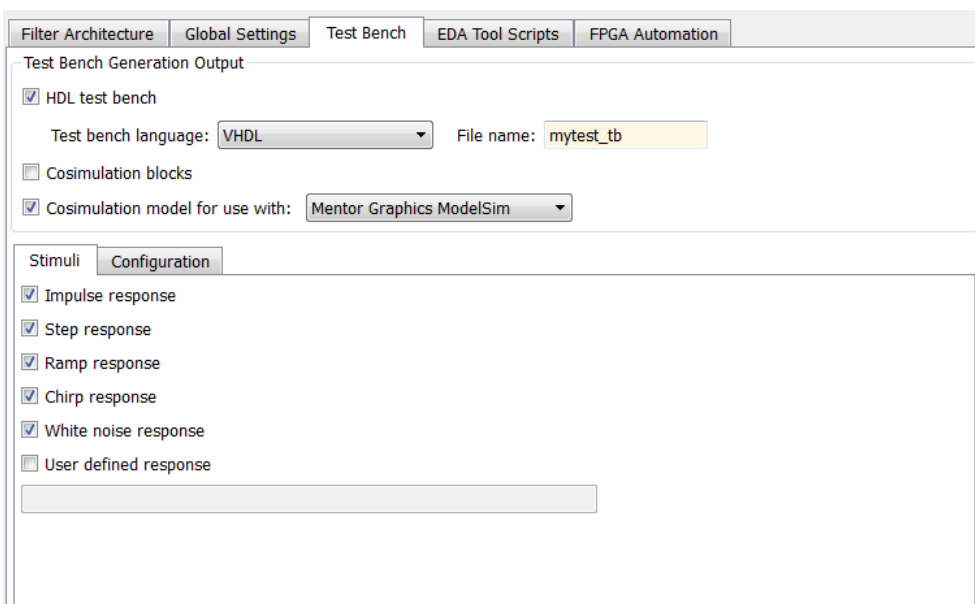 Filter Architecture Global Settings Test Bench EDA Tool Scripts FPGA Automation
Test Bench Generation Output
HDL test bench
Test bench language: VHDL File name: mytest_tb
Cosimulation blocks
Cosimulation model for use with: Mentor Graphics ModelSim
Stimuli Configuration
Impulse response
Step response
Ramp response
Chirp response
White noise response
User defined response